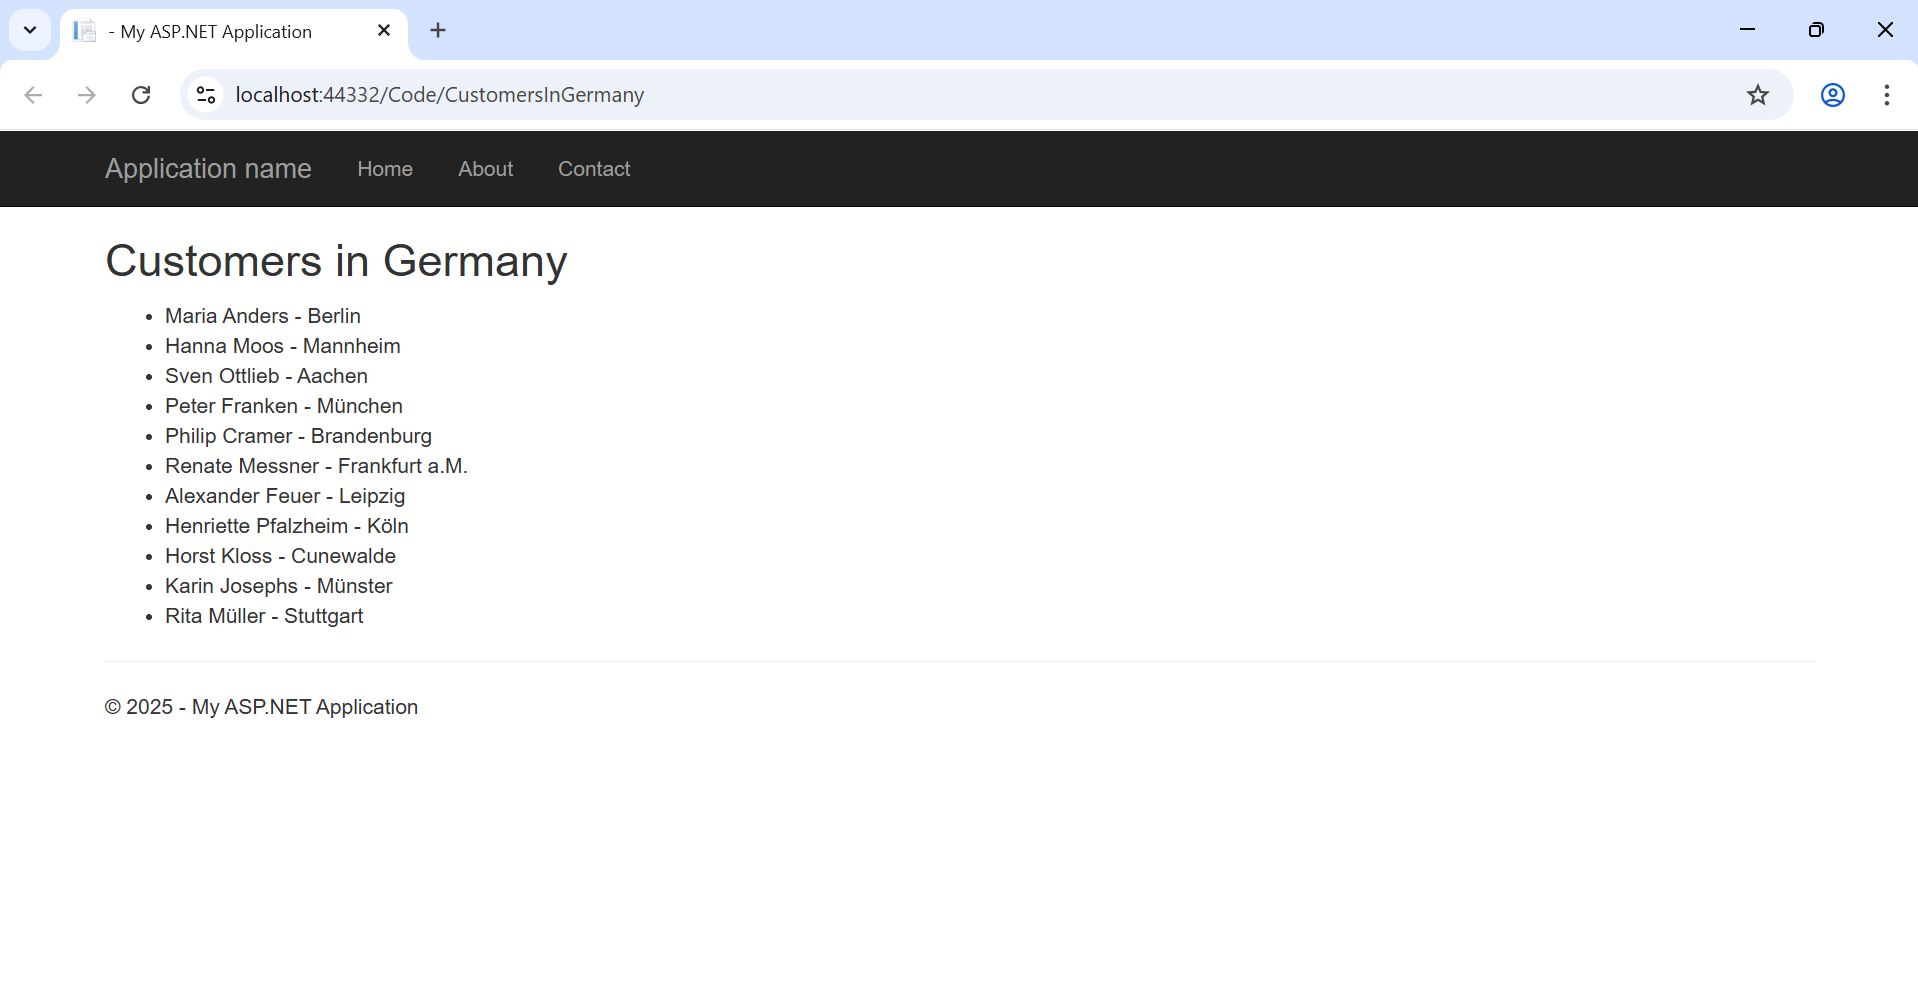 - My ASP.NET Application
localhost:44332/Code/CustomersInGermany
Application name Home About Contact
Customers in Germany
Maria Anders - Berlin
Hanna Moos - Mannheim
Sven Ottlieb - Aachen
Peter Franken - München
Philip Cramer - Brandenburg
Renate Messner - Frankfurt a.M.
Alexander Feuer - Leipzig
Henriette Pfalzheim - Köln
Horst Kloss - Cunewalde
Karin Josephs - Münster
Rita Müller - Stuttgart
© 2025 - My ASP.NET Application